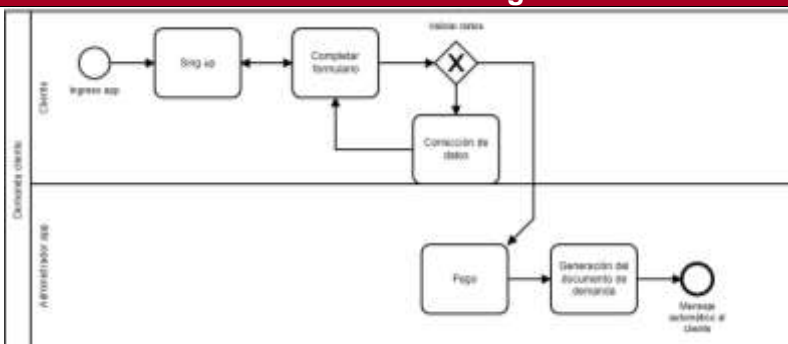 Validar datos
Sing up
Completar
formulario
Ingreso app
Cliente
Corrección de
datos
Demanda cliente
Administrador app
Pago
Generación del
documento de
demanda
Mensaje
automático al
cliente